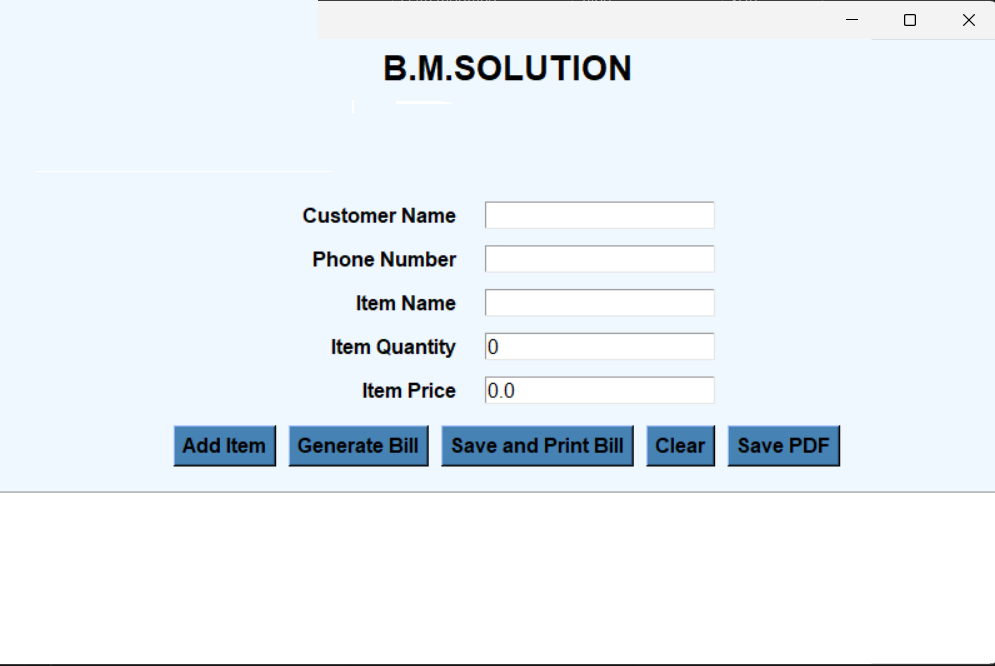 B.M.SOLUTION
Customer Name
Phone Number
Item Name
Item Quantity 0
Item Price 0.0
Add Item Generate Bill Save and Print Bill Clear Save PDF